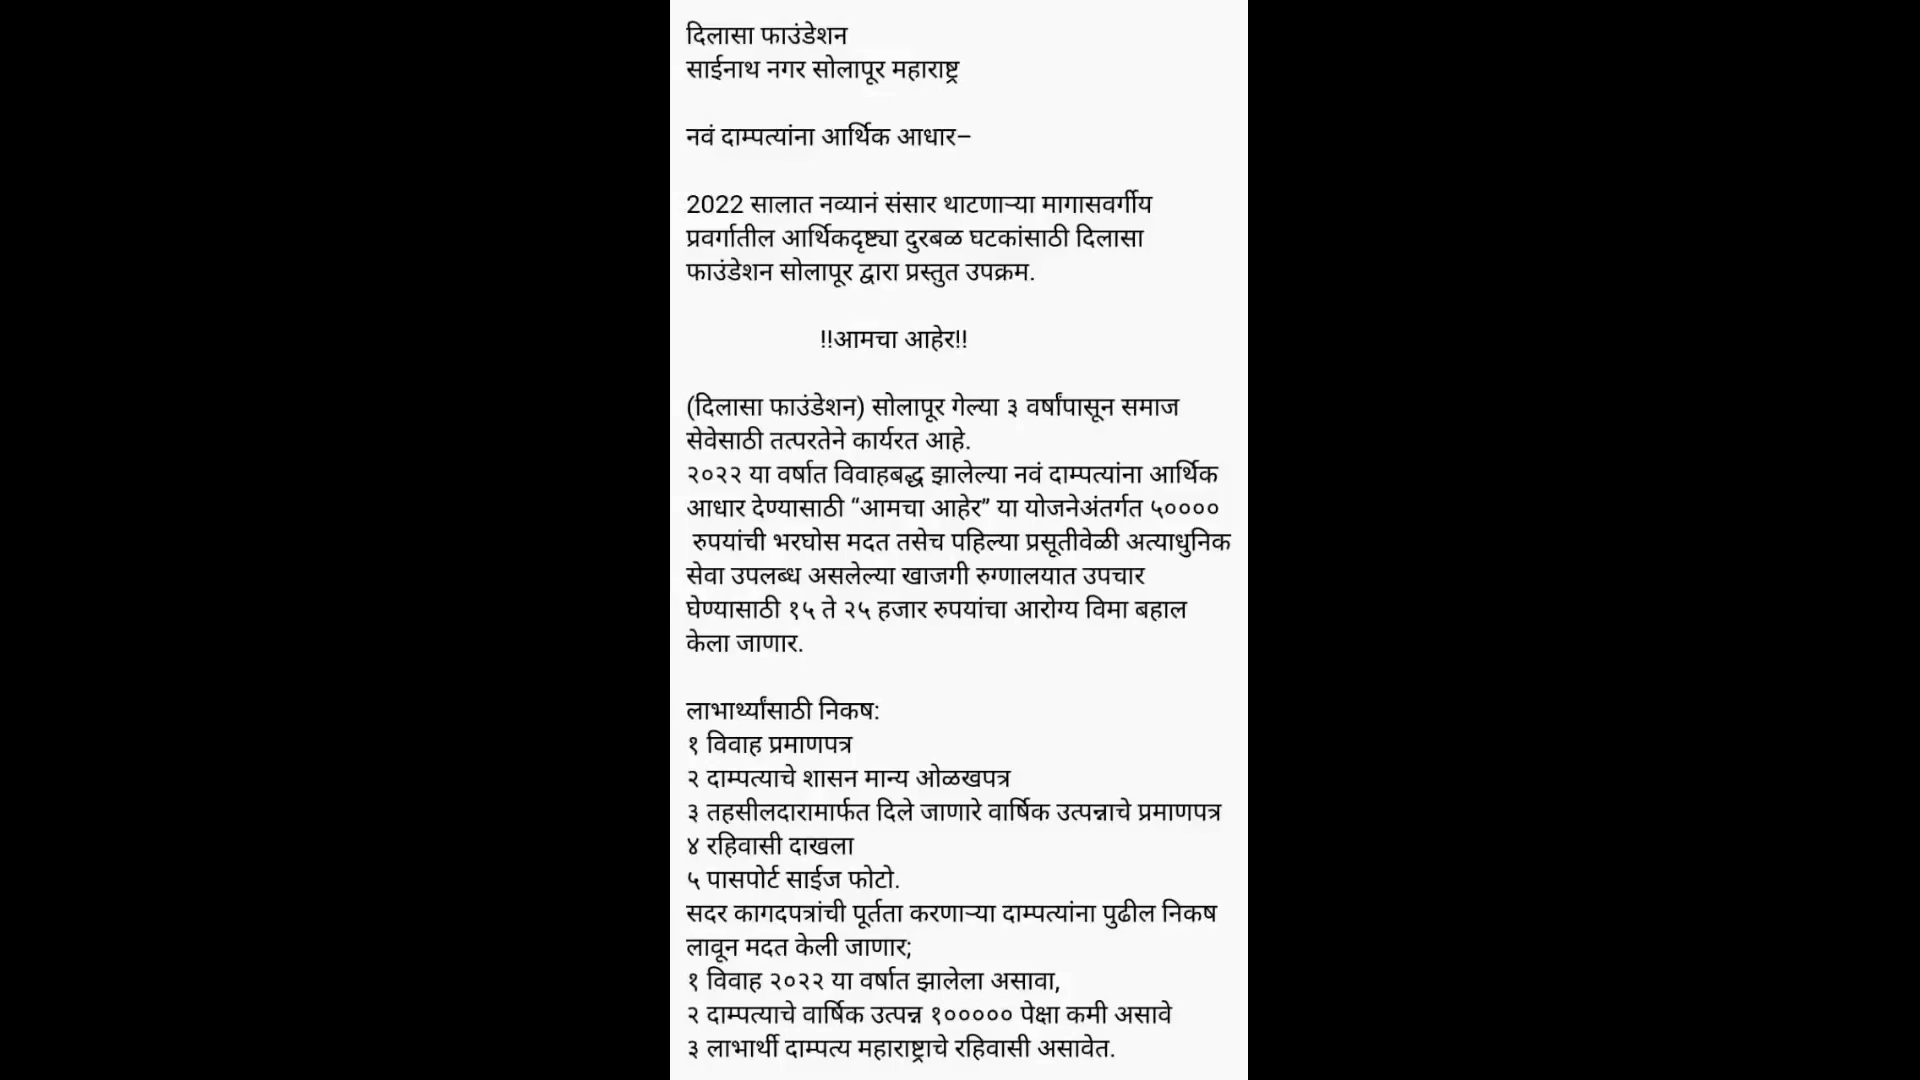 दिलासा फाउंडेशन
साईनाथ नगर सोलापूर महाराष्ट्र
नवं दाम्पत्यांना आर्थिक आधार–
2022 सालात नव्यानं संसार थाटणाऱ्या मागासवर्गीय
प्रवर्गातील आर्थिकदृष्ट्या दुरबळ घटकांसाठी दिलासा
फाउंडेशन सोलापूर द्वारा प्रस्तुत उपक्रम.
!!आमचा आहेर!!
(दिलासा फाउंडेशन) सोलापूर गेल्या ३ वर्षांपासून समाज
सेवेसाठी तत्परतेने कार्यरत आहे.
२०२२ या वर्षात विवाहबद्ध झालेल्या नवं दाम्पत्यांना आर्थिक
आधार देण्यासाठी “आमचा आहेर” या योजनेअंतर्गत ५००००
रुपयांची भरघोस मदत तसेच पहिल्या प्रसूतीवेळी अत्याधुनिक
सेवा उपलब्ध असलेल्या खाजगी रुग्णालयात उपचार
घेण्यासाठी १५ ते २५ हजार रुपयांचा आरोग्य विमा बहाल
केला जाणार.
लाभार्थ्यांसाठी निकष:
१ विवाह प्रमाणपत्र
२ दाम्पत्याचे शासन मान्य ओळखपत्र
३ तहसीलदारामार्फत दिले जाणारे वार्षिक उत्पन्नाचे प्रमाणपत्र
४ रहिवासी दाखला
५ पासपोर्ट साईज फोटो.
सदर कागदपत्रांची पूर्तता करणाऱ्या दाम्पत्यांना पुढील निकष
लावून मदत केली जाणार;
१ विवाह २०२२ या वर्षात झालेला असावा,
२ दाम्पत्याचे वार्षिक उत्पन्न १००००० पेक्षा कमी असावे
३ लाभार्थी दाम्पत्य महाराष्ट्राचे रहिवासी असावेत.